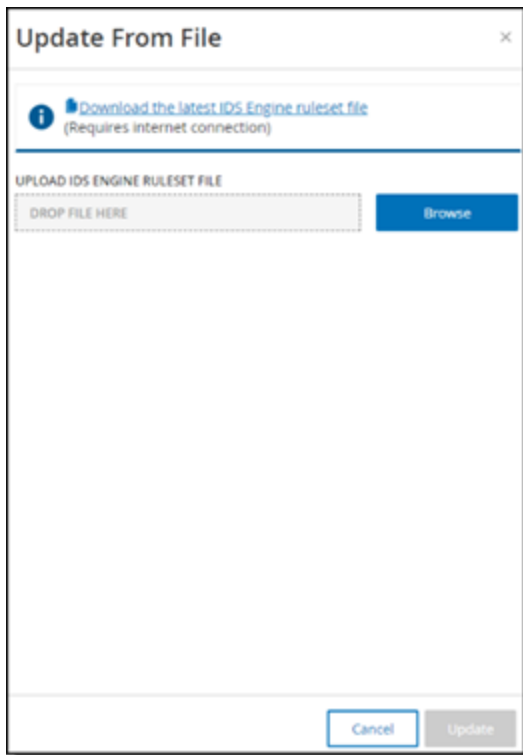 Update From File
×
Download the latest IDS Engine ruleset file
(Requires internet connection)
UPLOAD IDS ENGINE RULESET FILE
DROP FILE HERE
Browse
Cancel
Update